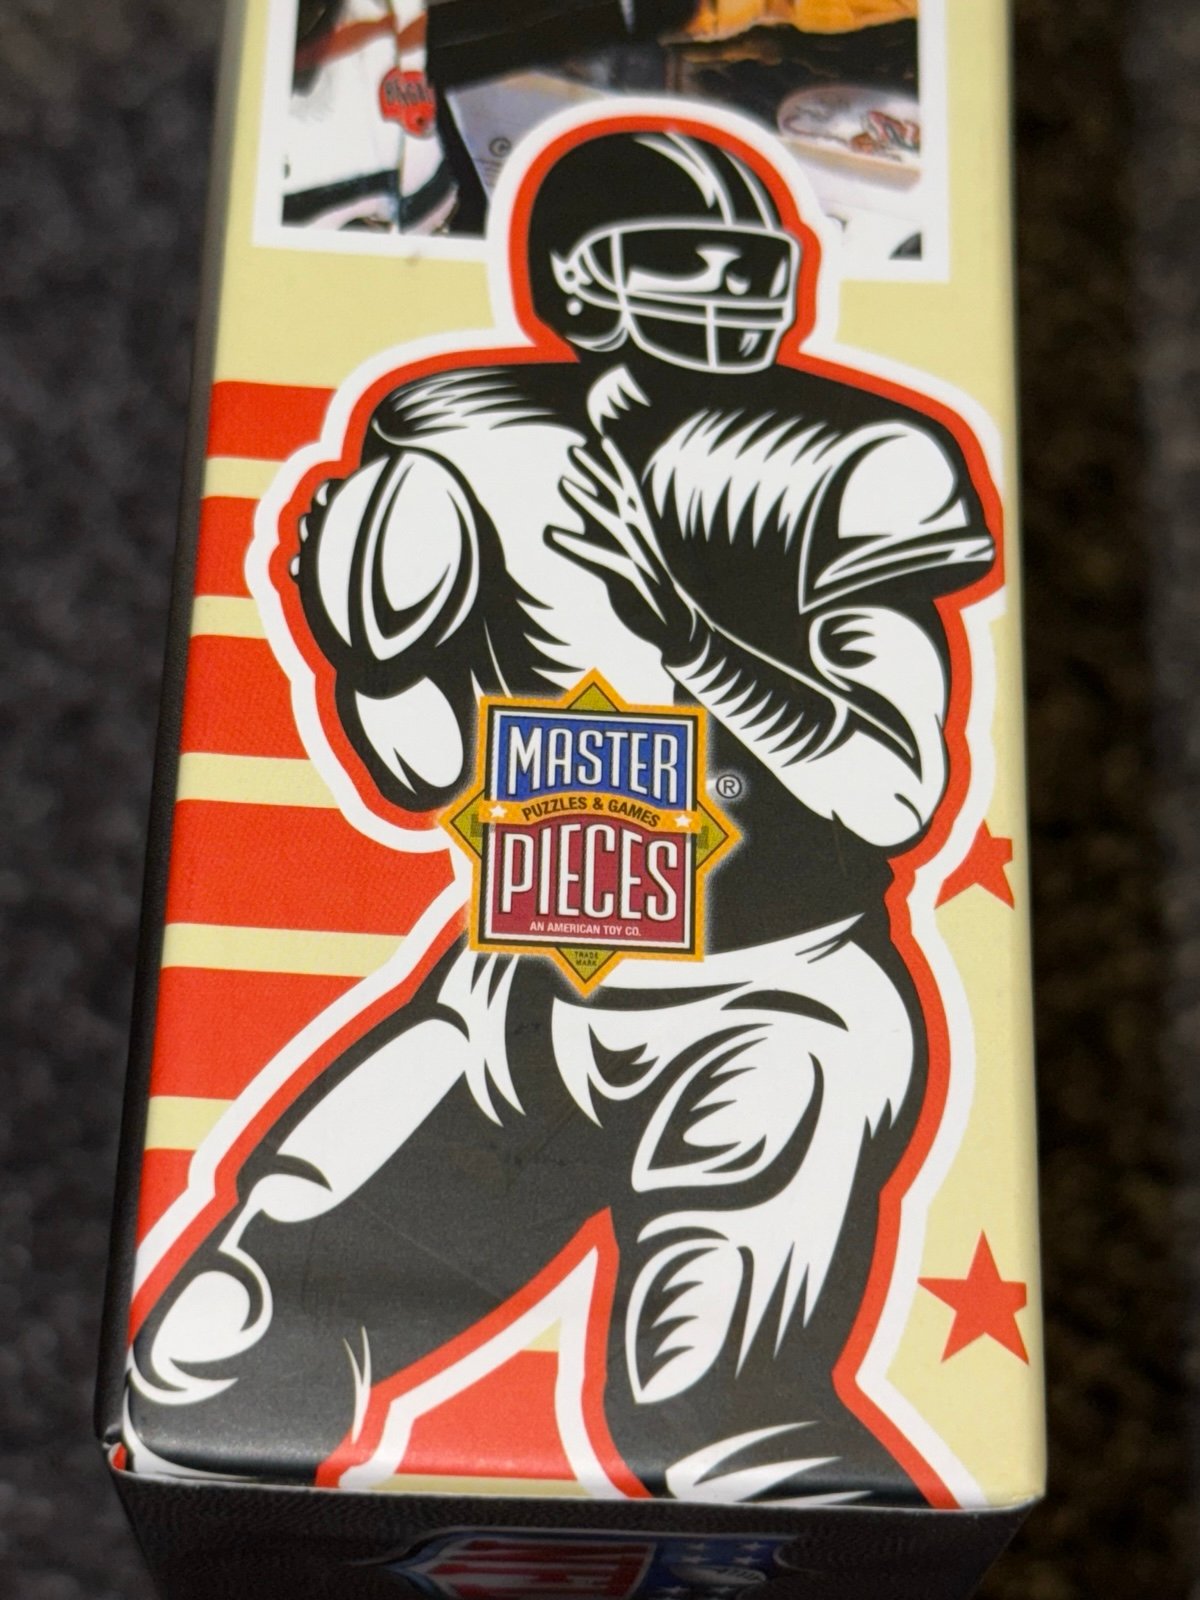 MASTER
®
PUZZLES & GAMES
PIECES
AN AMERICAN TOY CO.
TRADE
MARK